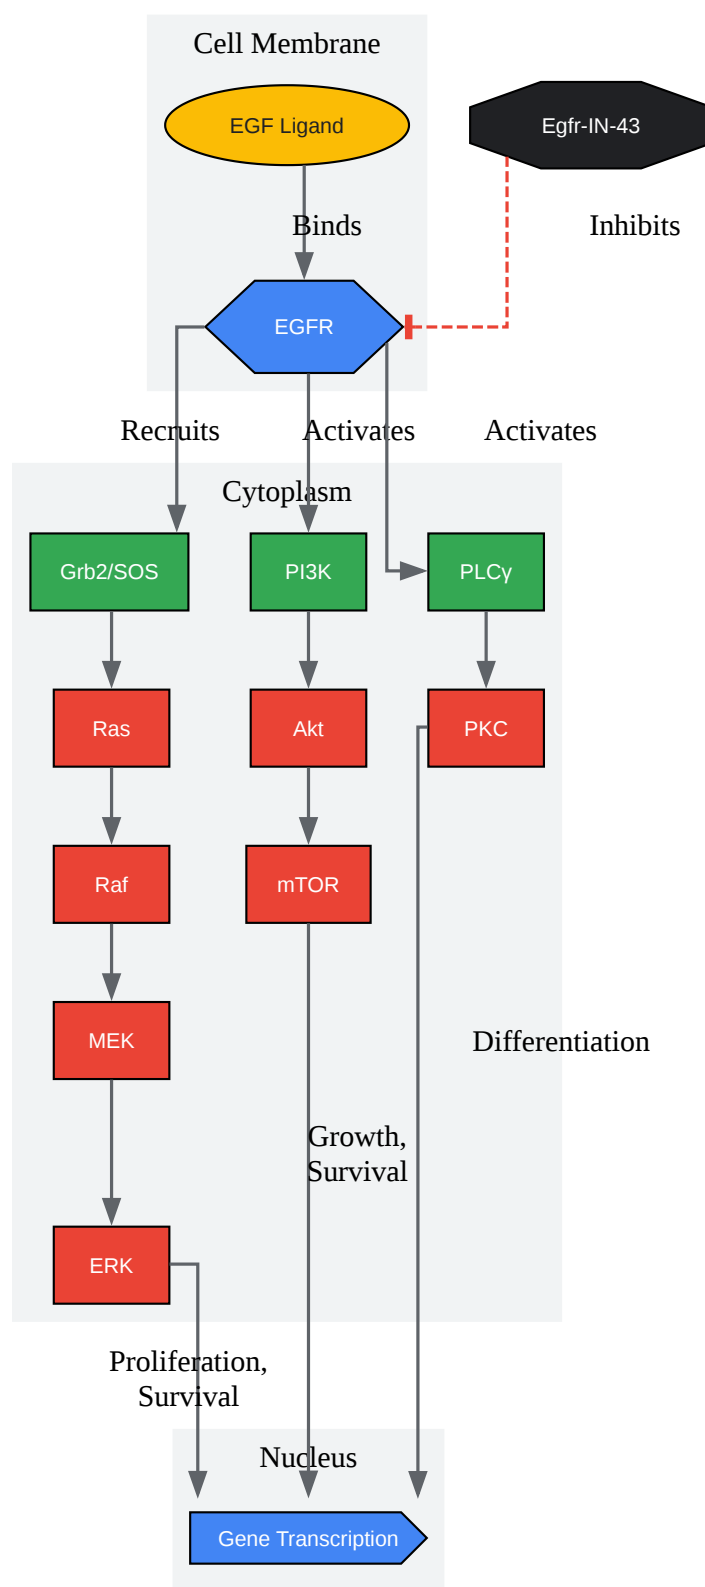 Cell Membrane
EGF Ligand
Egfr-IN-43
Binds
Inhibits
EGFR
Recruits
Activates
Activates
Cytoplasm
Grb2/SOS
PI3K
PLCγ
Ras
Akt
PKC
Raf
mTOR
MEK
Differentiation
Growth,
Survival
ERK
Proliferation,
Survival
Nucleus
Gene Transcription